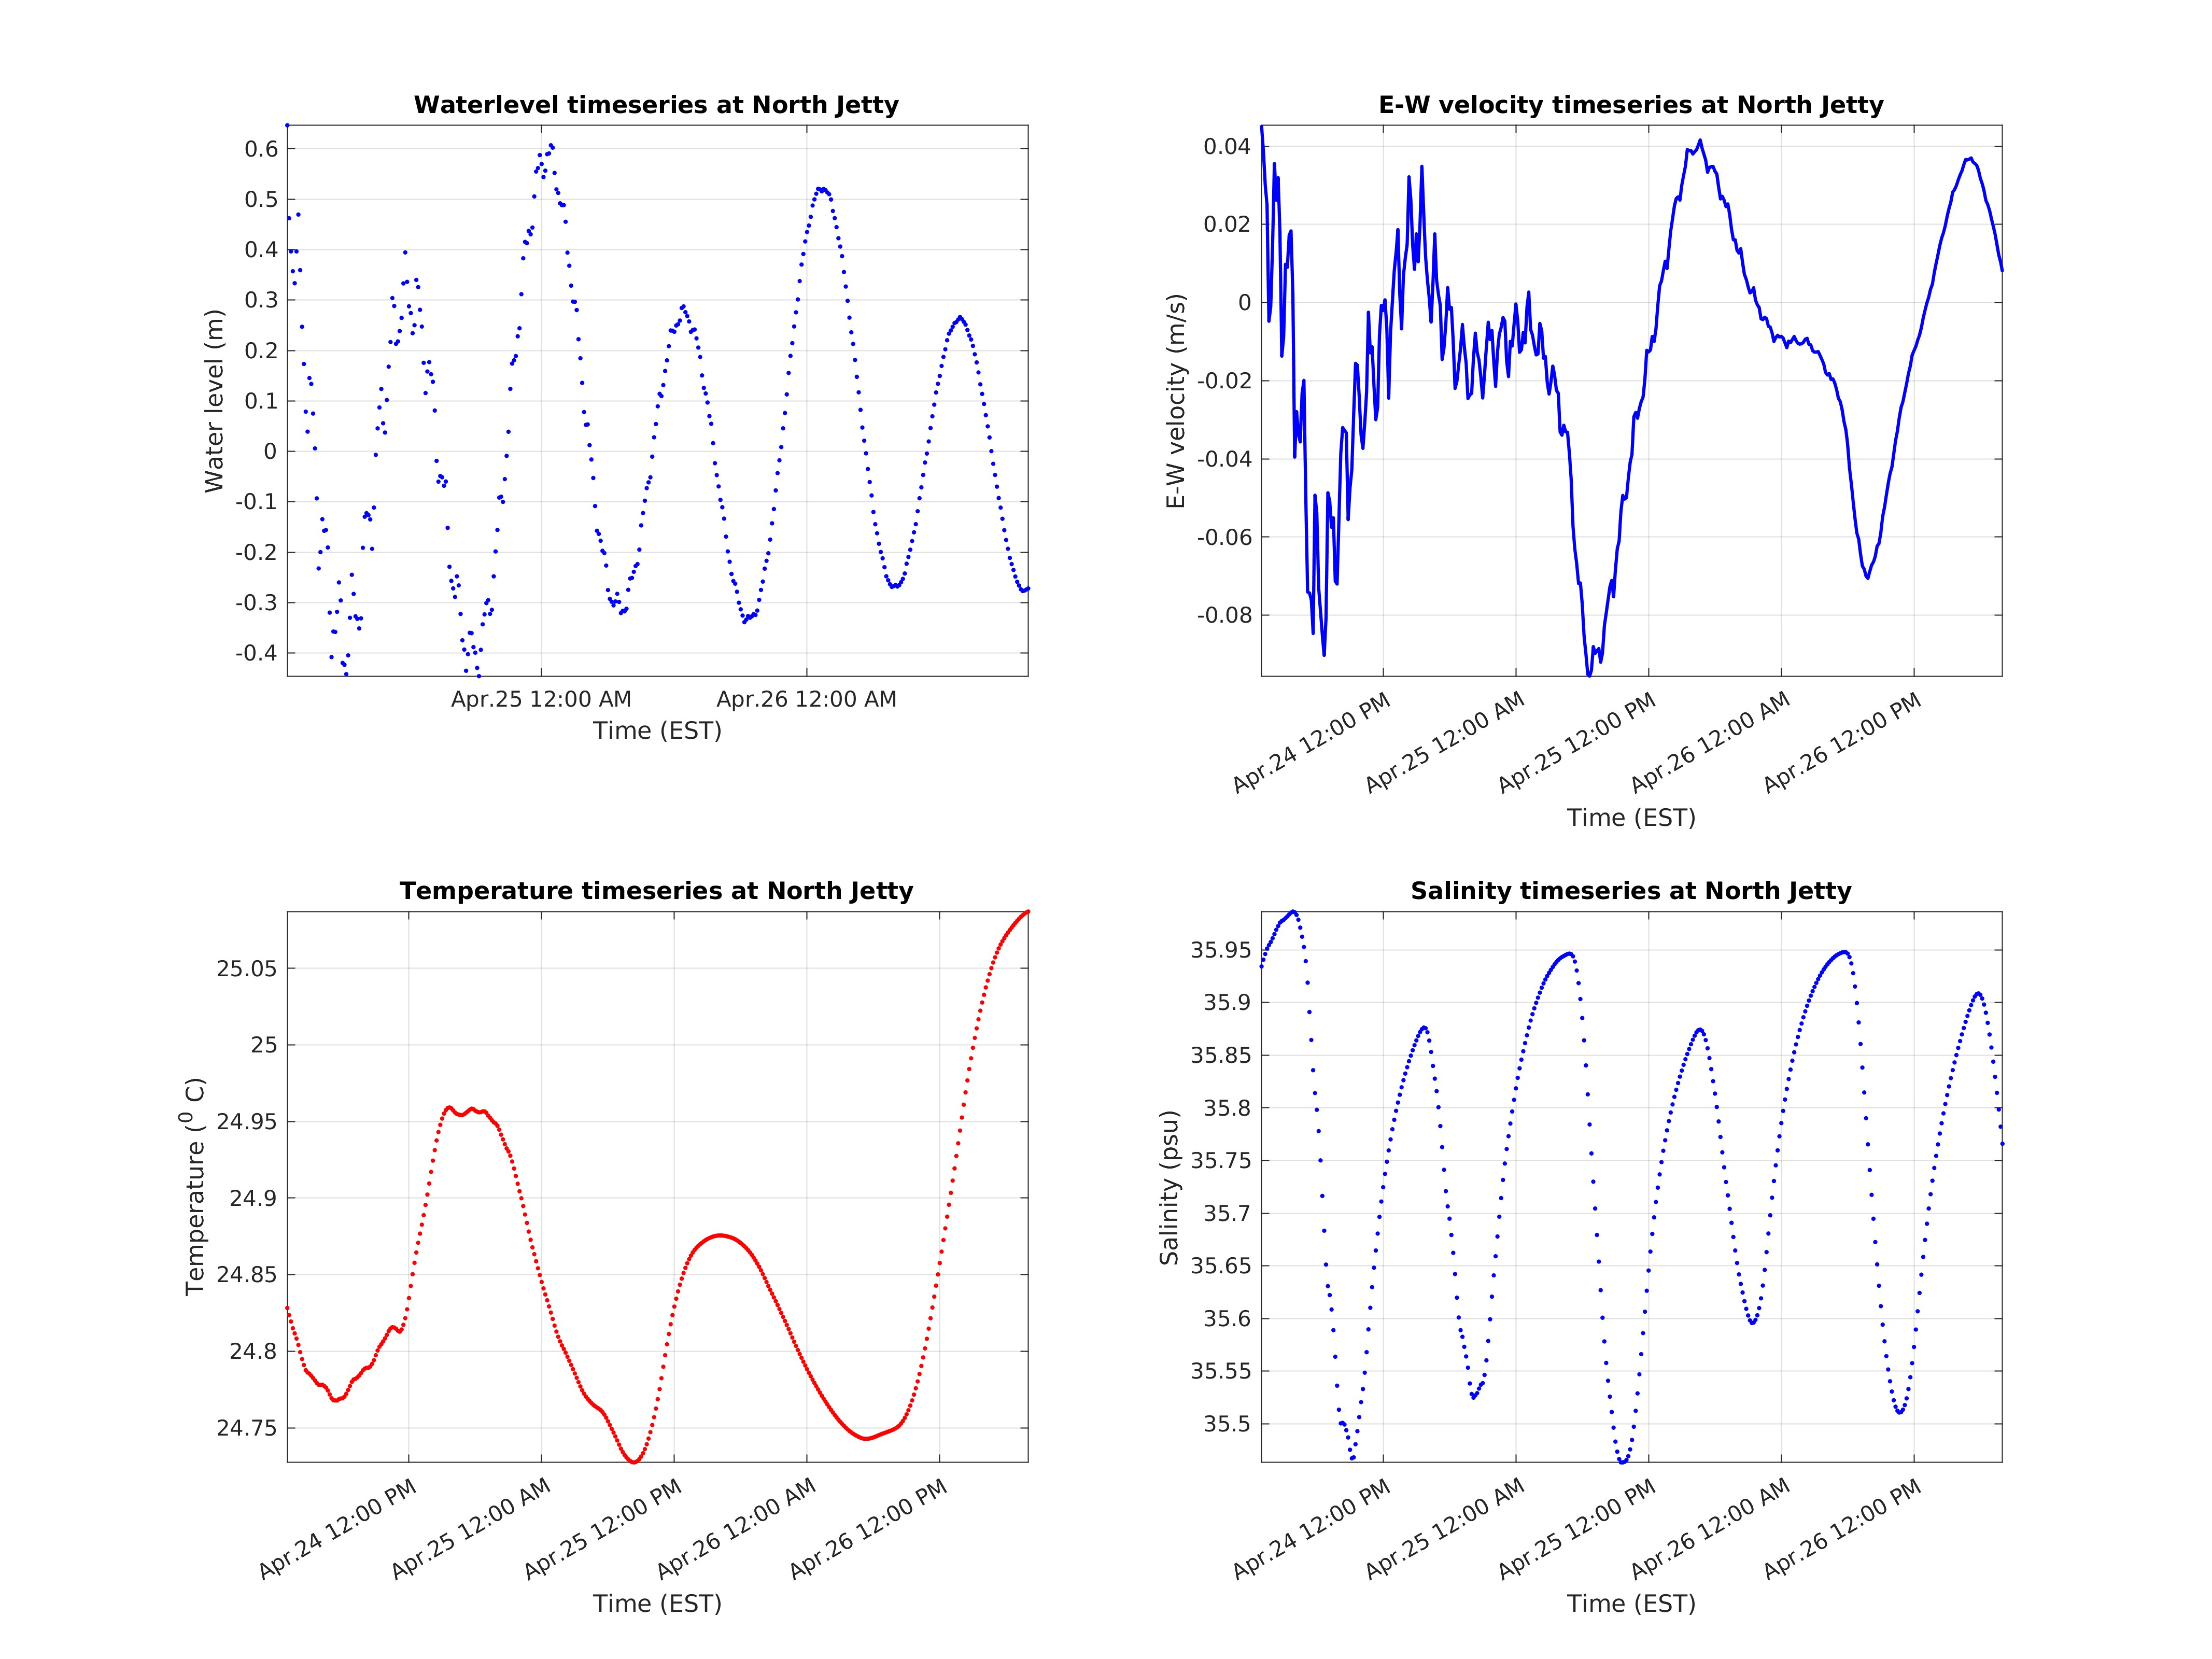 Waterlevel timeseries at North Jetty
0.6
0.5
0.4
0.3
0.2
0.1
0
-0.1
-0.2
-0.3
-0.4
Water level (m)
Apr.25 12:00 AM
Apr.26 12:00 AM
Time (EST)
E-W velocity timeseries at North Jetty
0.04
0.02
0
-0.02
-0.04
-0.06
-0.08
E-W velocity (m/s)
Apr.24 12:00 PM
Apr.25 12:00 AM
Apr.25 12:00 PM
Apr.26 12:00 AM
Apr.26 12:00 PM
Time (EST)
Temperature timeseries at North Jetty
25.05
25
24.95
24.9
24.85
24.8
24.75
Temperature (⁰ C)
Apr.24 12:00 PM
Apr.25 12:00 AM
Apr.25 12:00 PM
Apr.26 12:00 AM
Apr.26 12:00 PM
Time (EST)
Salinity timeseries at North Jetty
35.95
35.9
35.85
35.8
35.75
35.7
35.65
35.6
35.55
35.5
Salinity (psu)
Apr.24 12:00 PM
Apr.25 12:00 AM
Apr.25 12:00 PM
Apr.26 12:00 AM
Apr.26 12:00 PM
Time (EST)